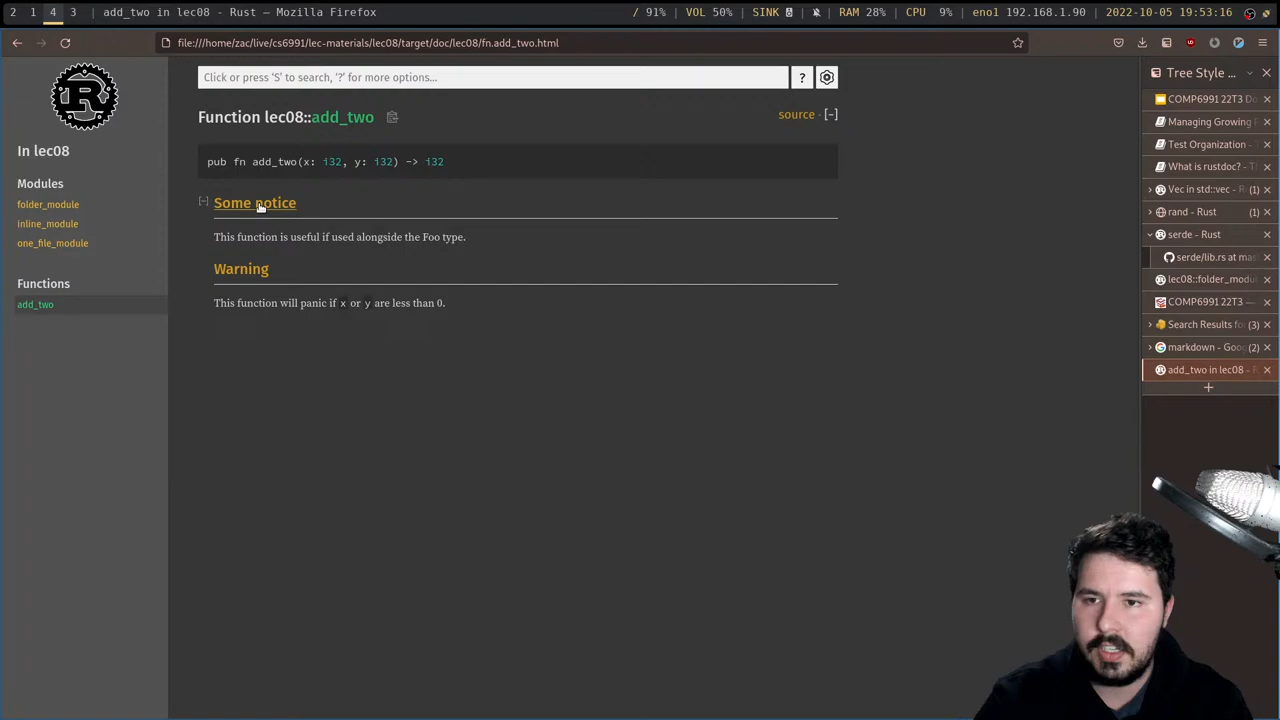 2 1 4 3 | add_two in lec08 - Rust — Mozilla Firefox
/ 91% | VOL 50% | SINK | RAM 28% | CPU 9% | eno1 192.168.1.90 | 2022-10-05 19:53:16
file:///home/zac/live/cs6991/lec-materials/lec08/target/doc/lec08/fn.add_two.html
Tree Style ...
Click or press ‘S’ to search, ‘?’ for more options...
?
In lec08
Modules
folder_module
inline_module
one_file_module
Functions
add_two
Function lec08::add_two
source · [−]
pub fn add_two(x: i32, y: i32) -> i32
[−] Some notice
This function is useful if used alongside the Foo type.
Warning
This function will panic if x or y are less than 0.
COMP6991 22T3 Do
Managing Growing
Test Organization -
What is rustdoc? - T
Vec in std::vec - R (1)
rand - Rust (1)
serde - Rust
serde/lib.rs at mas
lec08::folder_modu
COMP6991 22T3 —
Search Results fo (3)
markdown - Goog (2)
add_two in lec08 - R
+